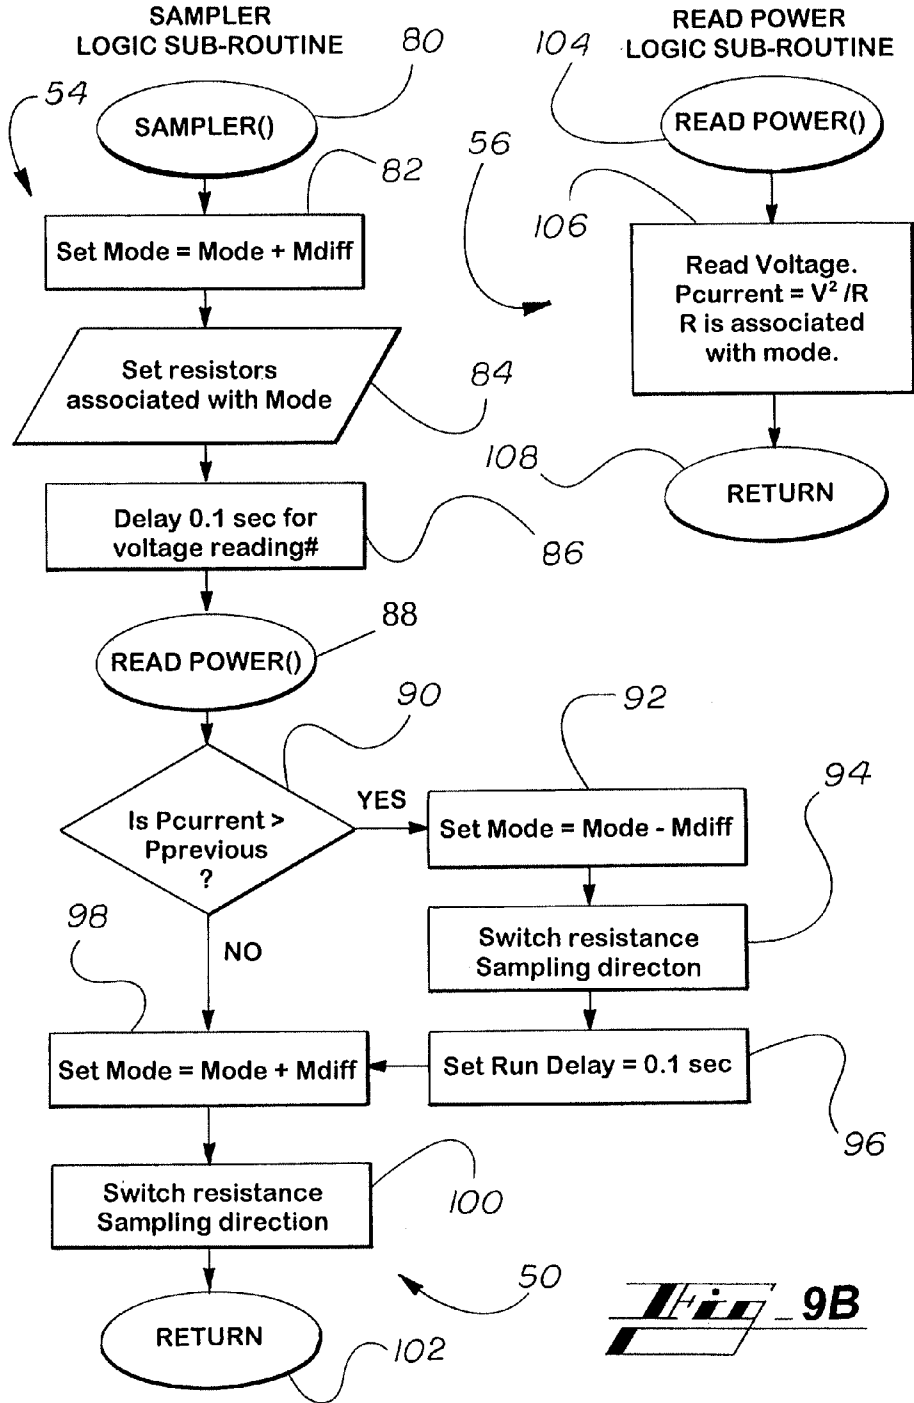 SAMPLER
LOGIC SUB-ROUTINE
80
54
SAMPLER()
82
Set Mode = Mode + Mdiff
Set resistors
associated with Mode
84
Delay 0.1 sec for
voltage reading#
86
88
READ POWER()
90
Is Pcurrent >
Pprevious
?
YES
NO
92
Set Mode = Mode - Mdiff
94
Switch resistance
Sampling directon
Set Run Delay = 0.1 sec
96
98
Set Mode = Mode + Mdiff
Switch resistance
Sampling direction
100
50
RETURN
102
READ POWER
LOGIC SUB-ROUTINE
104
READ POWER()
56
106
Read Voltage.
Pcurrent = V² /R
R is associated
with mode.
108
RETURN
Fig_9B